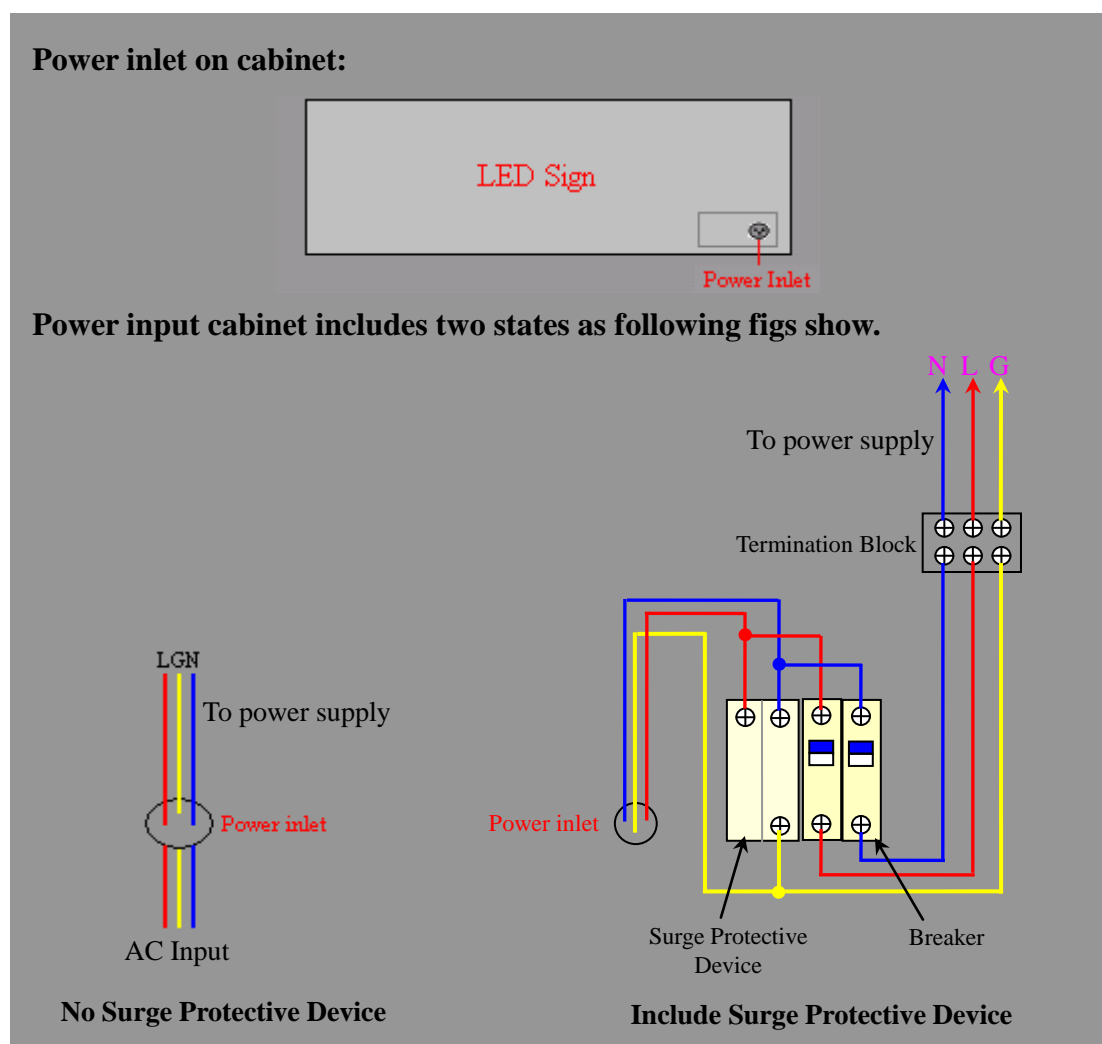 Power inlet on cabinet:
LED Sign
Power Inlet
Power input cabinet includes two states as following figs show.
N L G
To power supply
Termination Block
LGN
To power supply
Power inlet
AC Input
No Surge Protective Device
Power inlet
Surge Protective
Device
Breaker
Include Surge Protective Device